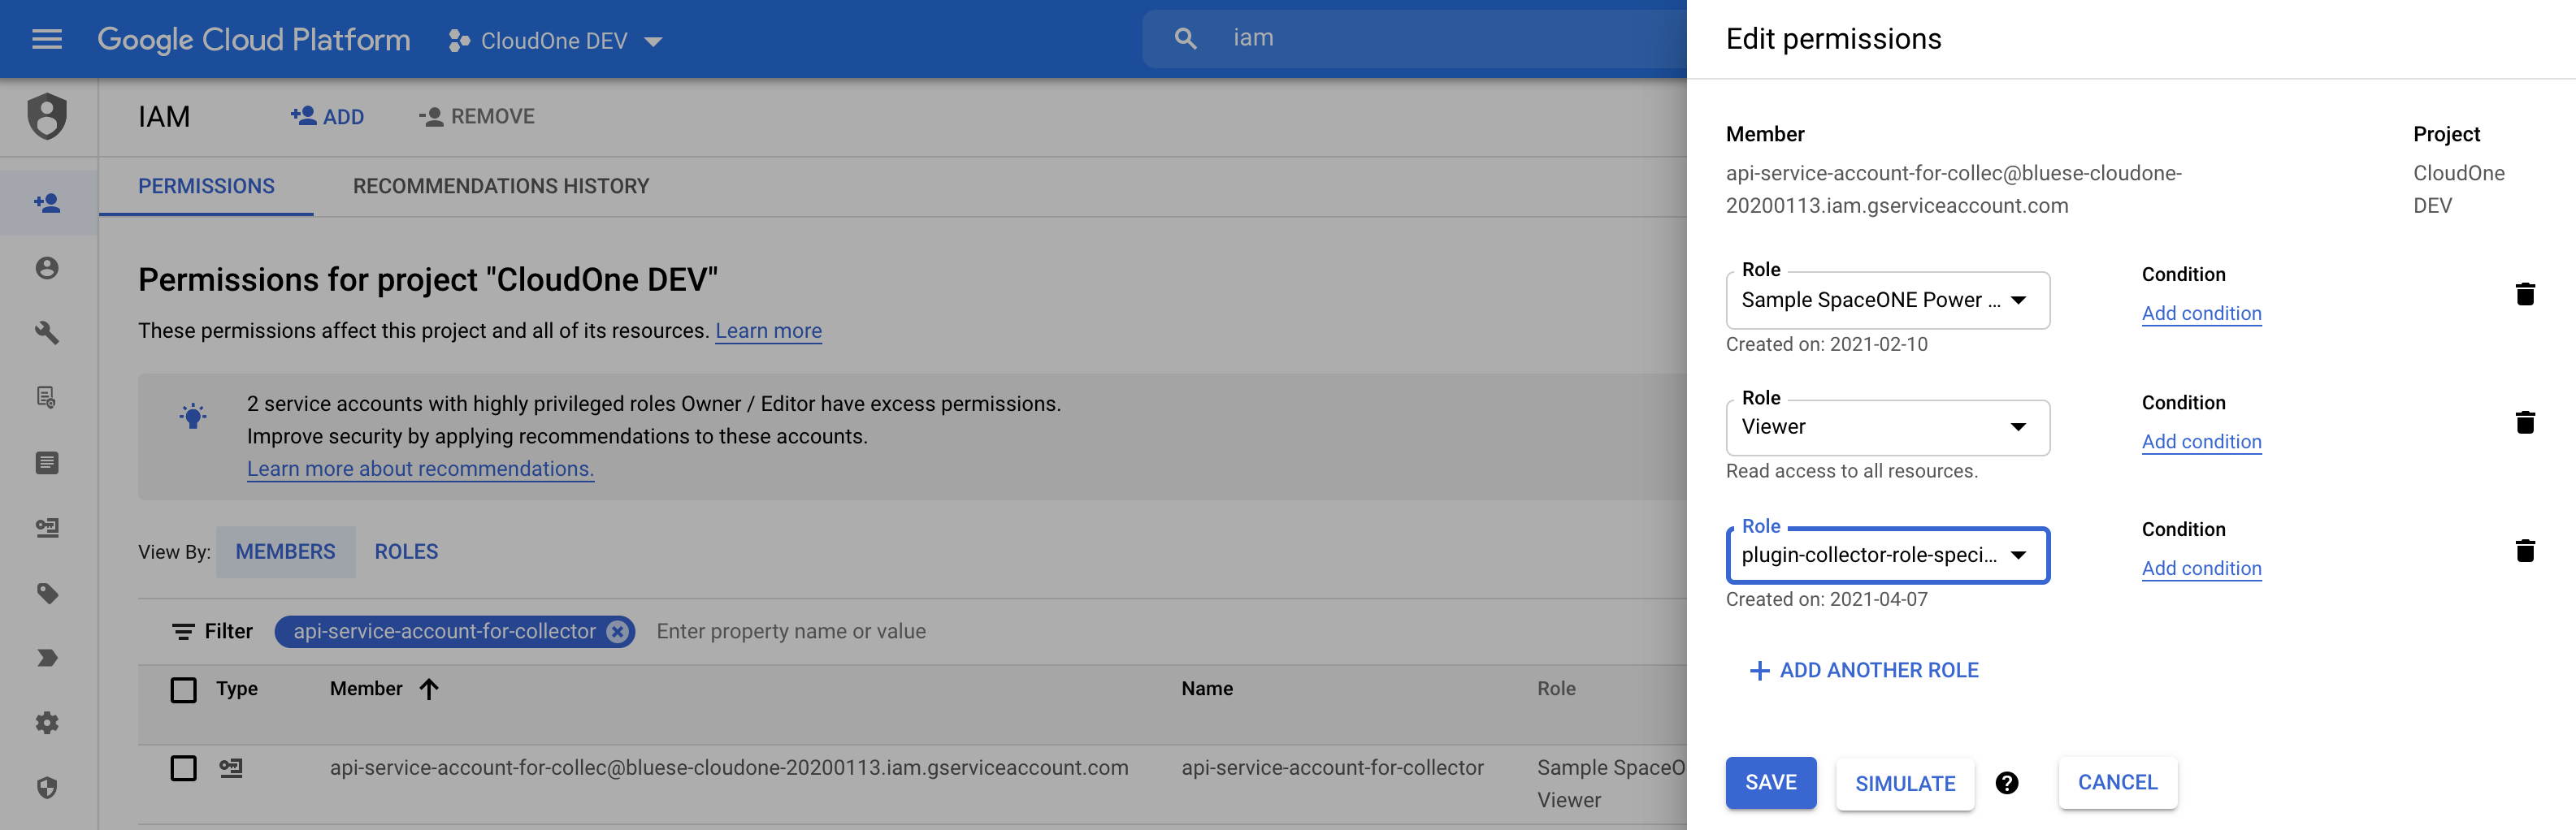 Google Cloud Platform
CloudOne DEV
iam
IAM
ADD
REMOVE
PERMISSIONS
RECOMMENDATIONS HISTORY
Permissions for project "CloudOne DEV"
These permissions affect this project and all of its resources. Learn more
2 service accounts with highly privileged roles Owner / Editor have excess permissions.
Improve security by applying recommendations to these accounts.
Learn more about recommendations.
View By: MEMBERS ROLES
Filter api-service-account-for-collector Enter property name or value
Type Member Name Role
api-service-account-for-collec@bluese-cloudone-20200113.iam.gserviceaccount.com api-service-account-for-collector Sample SpaceO
Viewer
Edit permissions
Member
api-service-account-for-collec@bluese-cloudone-
20200113.iam.gserviceaccount.com
Project
CloudOne
DEV
Role
Sample SpaceONE Power ...
Created on: 2021-02-10
Condition
Add condition
Role
Viewer
Read access to all resources.
Condition
Add condition
Role
plugin-collector-role-speci...
Created on: 2021-04-07
Condition
Add condition
+ ADD ANOTHER ROLE
SAVE SIMULATE ? CANCEL